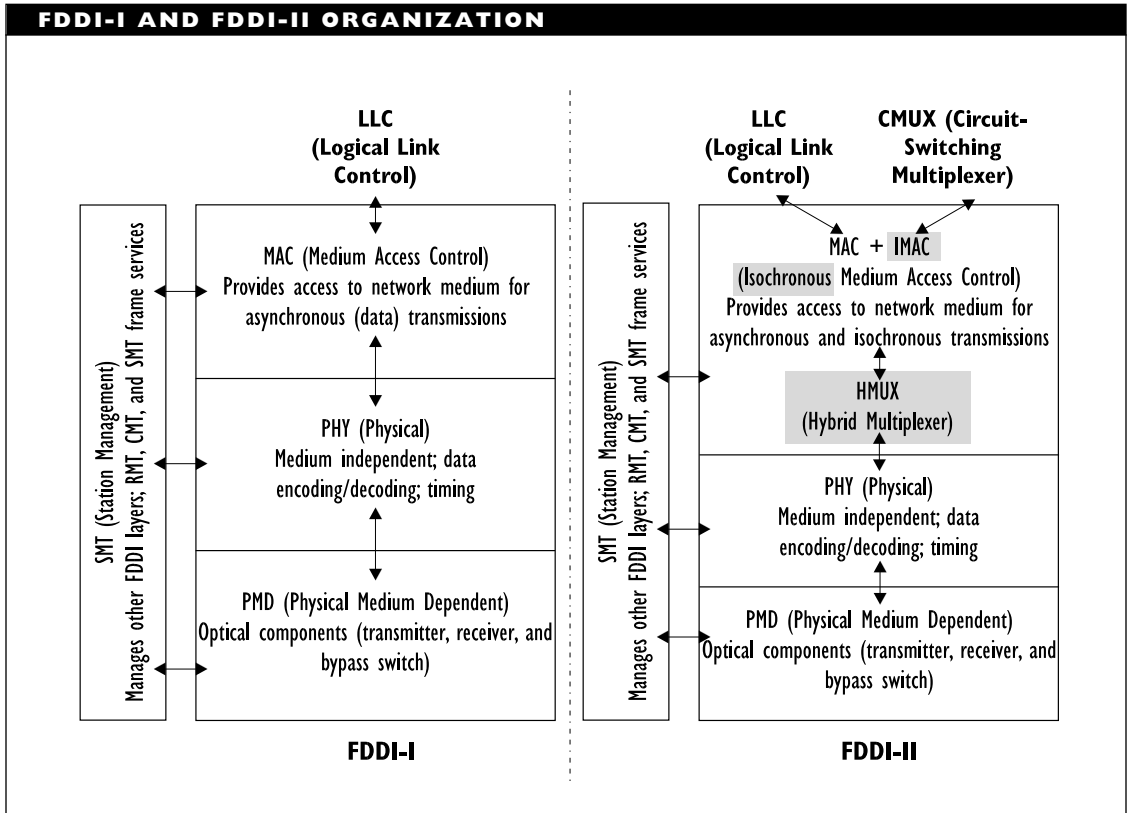 FDDI-I AND FDDI-II ORGANIZATION
LLC
(Logical Link
Control)
SMT (Station Management)
Manages other FDDI layers; RMT, CMT, and SMT frame services
MAC (Medium Access Control)
Provides access to network medium for
asynchronous (data) transmissions
PHY (Physical)
Medium independent; data
encoding/decoding; timing
PMD (Physical Medium Dependent)
Optical components (transmitter, receiver, and
bypass switch)
FDDI-I
LLC
(Logical Link
Control)
CMUX (Circuit-
Switching
Multiplexer)
SMT (Station Management)
Manages other FDDI layers; RMT, CMT, and SMT frame services
MAC + IMAC
(Isochronous Medium Access Control)
Provides access to network medium for
asynchronous and isochronous transmissions
HMUX
(Hybrid Multiplexer)
PHY (Physical)
Medium independent; data
encoding/decoding; timing
PMD (Physical Medium Dependent)
Optical components (transmitter, receiver, and
bypass switch)
FDDI-II